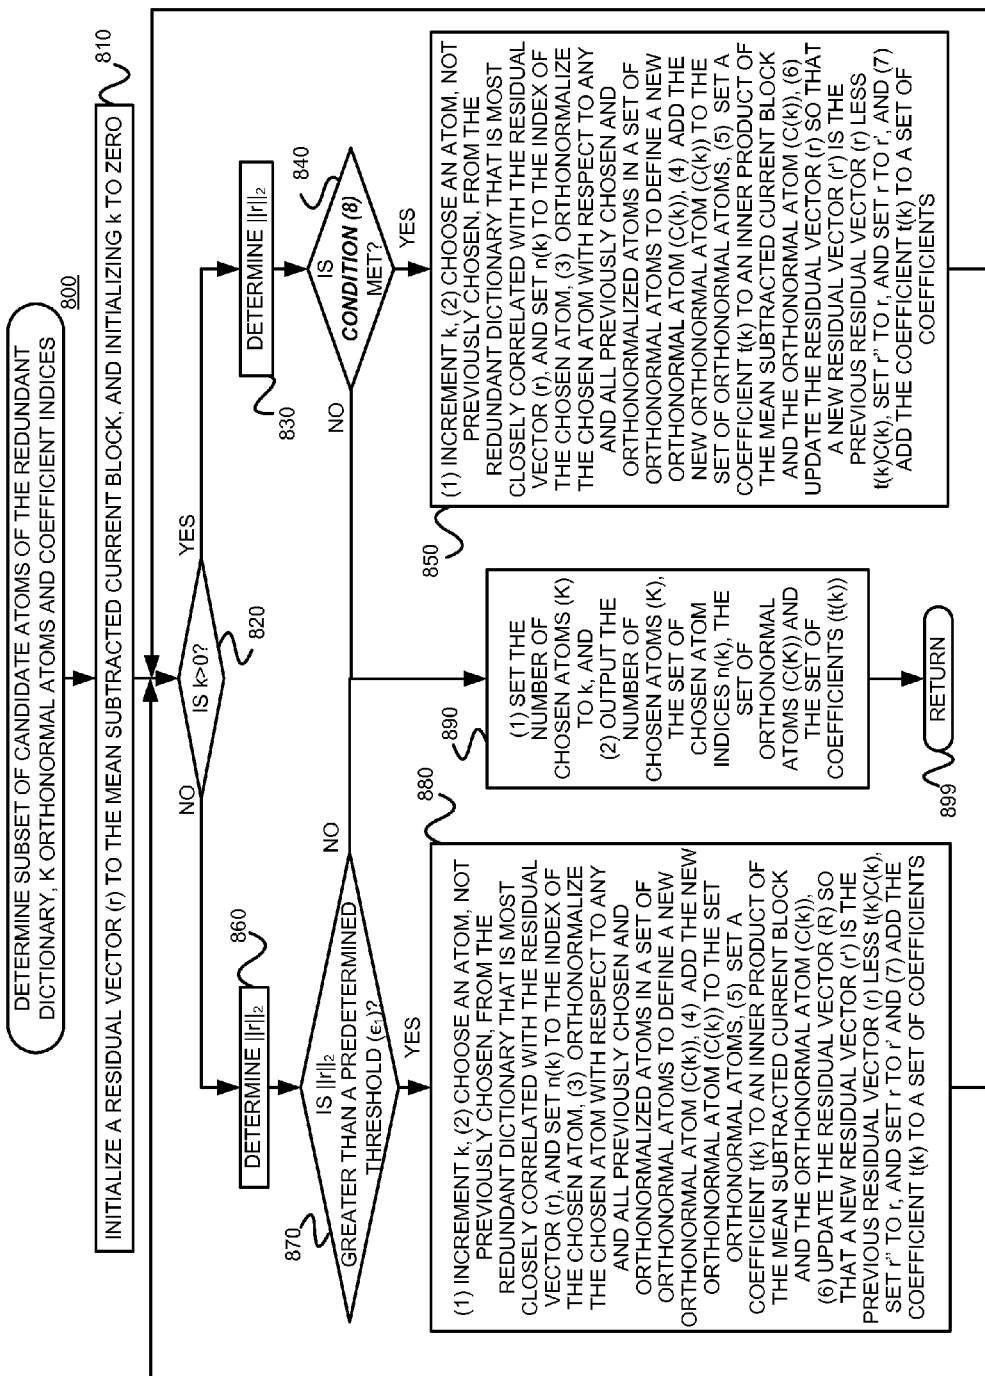 DETERMINE SUBSET OF CANDIDATE ATOMS OF THE REDUNDANT
DICTIONARY, K ORTHONORMAL ATOMS AND COEFFICIENT INDICES
800
INITIALIZE A RESIDUAL VECTOR (r) TO THE MEAN SUBTRACTED CURRENT BLOCK, AND INITIALIZING k TO ZERO
810
IS k>0?
820
NO
YES
DETERMINE ||r||₂
860
DETERMINE ||r||₂
830
IS ||r||₂
GREATER THAN A PREDETERMINED
THRESHOLD (ϵ₁)?
870
NO
YES
IS
CONDITION (8)
MET?
840
NO
YES
(1) INCREMENT k, (2) CHOOSE AN ATOM, NOT
PREVIOUSLY CHOSEN, FROM THE
REDUNDANT DICTIONARY THAT IS MOST
CLOSELY CORRELATED WITH THE RESIDUAL
VECTOR (r), AND SET n(k) TO THE INDEX OF
THE CHOSEN ATOM, (3) ORTHONORMALIZE
THE CHOSEN ATOM WITH RESPECT TO ANY
AND ALL PREVIOUSLY CHOSEN AND
ORTHONORMALIZED ATOMS IN A SET OF
ORTHONORMAL ATOMS TO DEFINE A NEW
ORTHONORMAL ATOM (C(k)), (4) ADD THE NEW
ORTHONORMAL ATOM (C(k)) TO THE SET
ORTHONORMAL ATOMS, (5) SET A
COEFFICIENT t(k) TO AN INNER PRODUCT OF
THE MEAN SUBTRACTED CURRENT BLOCK
AND THE ORTHONORMAL ATOM (C(k)),
(6) UPDATE THE RESIDUAL VECTOR (R) SO
THAT A NEW RESIDUAL VECTOR (r') IS THE
PREVIOUS RESIDUAL VECTOR (r) LESS t(k)C(k),
SET r'' TO r, AND SET r TO r' AND (7) ADD THE
COEFFICIENT t(k) TO A SET OF COEFFICIENTS
880
(1) SET THE
NUMBER OF
CHOSEN ATOMS (K)
TO k, AND
(2) OUTPUT THE
NUMBER OF
CHOSEN ATOMS (K),
THE SET OF
CHOSEN ATOM
INDICES n(k), THE
SET OF
ORTHONORMAL
ATOMS (C(K)) AND
THE SET OF
COEFFICIENTS (t(k))
890
RETURN
899
(1) INCREMENT k, (2) CHOOSE AN ATOM, NOT
PREVIOUSLY CHOSEN, FROM THE
REDUNDANT DICTIONARY THAT IS MOST
CLOSELY CORRELATED WITH THE RESIDUAL
VECTOR (r), AND SET n(k) TO THE INDEX OF
THE CHOSEN ATOM, (3) ORTHONORMALIZE
THE CHOSEN ATOM WITH RESPECT TO ANY
AND ALL PREVIOUSLY CHOSEN AND
ORTHONORMALIZED ATOMS IN A SET OF
ORTHONORMAL ATOMS TO DEFINE A NEW
ORTHONORMAL ATOM (C(k)), (4) ADD THE
NEW ORTHONORMAL ATOM (C(k)) TO THE
SET OF ORTHONORMAL ATOMS, (5) SET A
COEFFICIENT t(k) TO AN INNER PRODUCT OF
THE MEAN SUBTRACTED CURRENT BLOCK
AND THE ORTHONORMAL ATOM (C(k)), (6)
UPDATE THE RESIDUAL VECTOR (r) SO THAT
A NEW RESIDUAL VECTOR (r') IS THE
PREVIOUS RESIDUAL VECTOR (r) LESS
t(k)C(k), SET r'' TO r, AND SET r TO r', AND (7)
ADD THE COEFFICIENT t(k) TO A SET OF
COEFFICIENTS
850